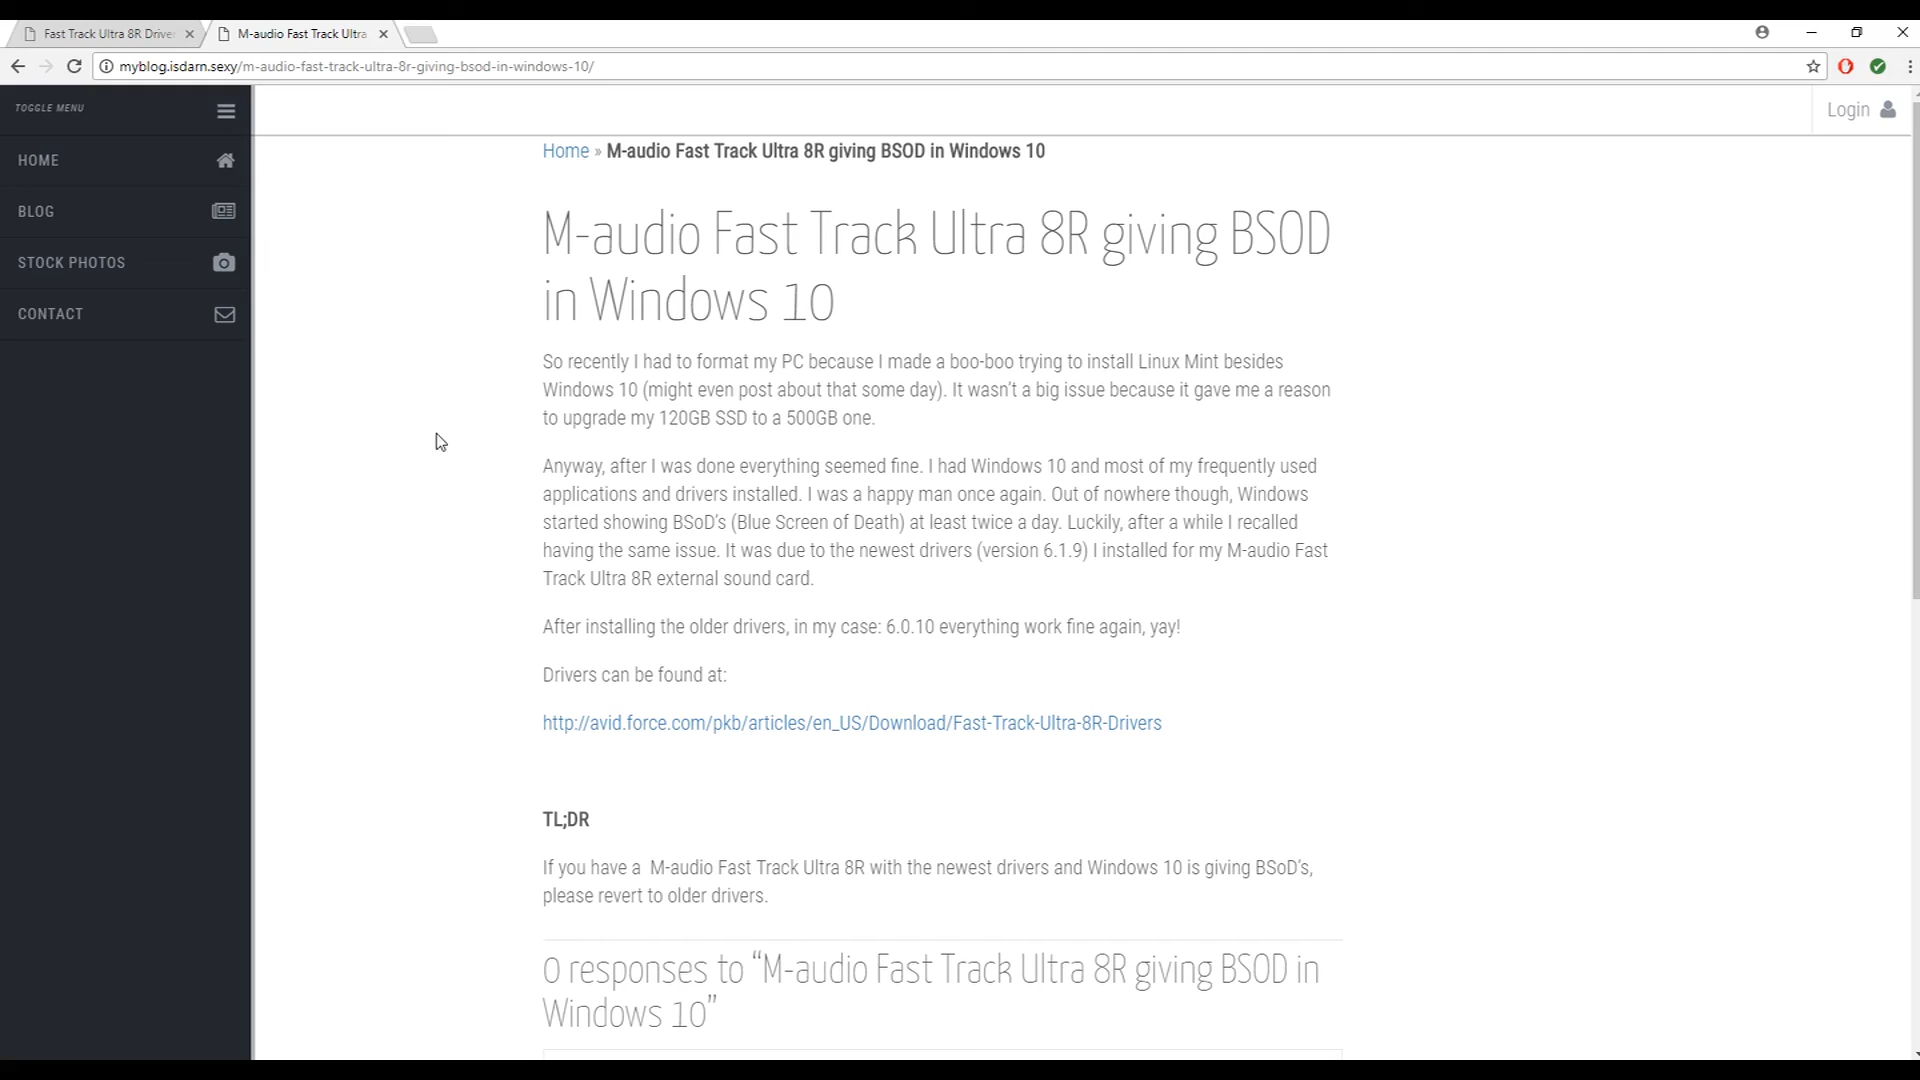 Fast Track Ultra 8R Driver
M-audio Fast Track Ultra
myblog.isdarn.sexy/m-audio-fast-track-ultra-8r-giving-bsod-in-windows-10/
TOGGLE MENU
Login
HOME
BLOG
STOCK PHOTOS
CONTACT
Home » M-audio Fast Track Ultra 8R giving BSOD in Windows 10
M-audio Fast Track Ultra 8R giving BSOD
in Windows 10
So recently I had to format my PC because I made a boo-boo trying to install Linux Mint besides
Windows 10 (might even post about that some day). It wasn't a big issue because it gave me a reason
to upgrade my 120GB SSD to a 500GB one.
Anyway, after I was done everything seemed fine. I had Windows 10 and most of my frequently used
applications and drivers installed. I was a happy man once again. Out of nowhere though, Windows
started showing BSoD's (Blue Screen of Death) at least twice a day. Luckily, after a while I recalled
having the same issue. It was due to the newest drivers (version 6.1.9) I installed for my M-audio Fast
Track Ultra 8R external sound card.
After installing the older drivers, in my case: 6.0.10 everything work fine again, yay!
Drivers can be found at:
http://avid.force.com/pkb/articles/en_US/Download/Fast-Track-Ultra-8R-Drivers
TL;DR
If you have a  M-audio Fast Track Ultra 8R with the newest drivers and Windows 10 is giving BSoD's,
please revert to older drivers.
0 responses to “M-audio Fast Track Ultra 8R giving BSOD in
Windows 10”